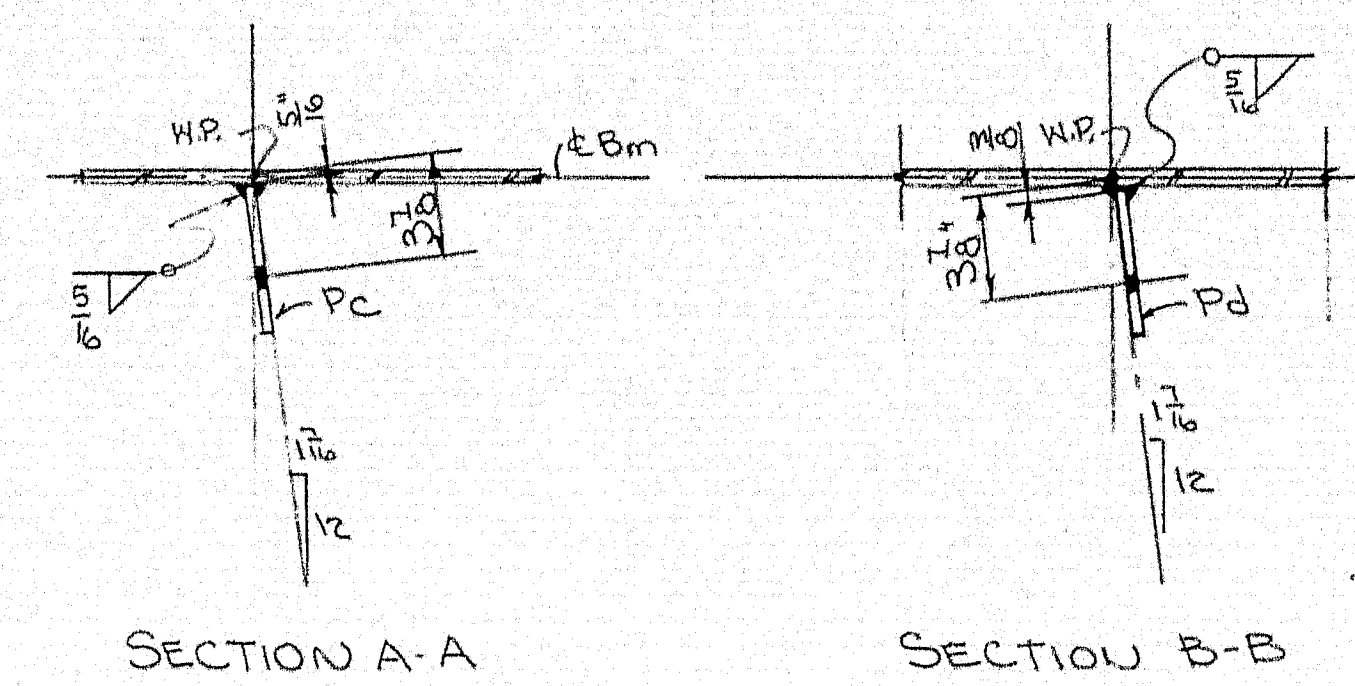 W.P.
5/16"
℄ Bm
3 7/8
5/16
Pc
1 7/16
12
SECTION A-A
3/8
W.P.
5/16
3 7/8"
Pd
1 7/16
12
SECTION B-B